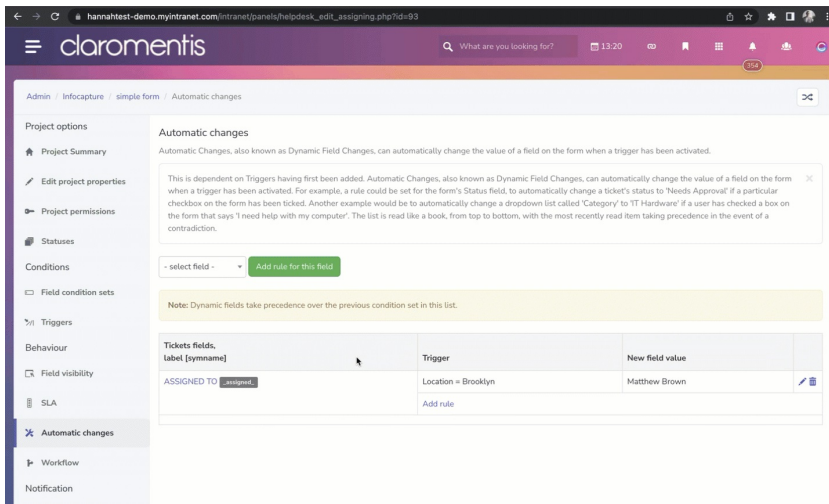 hannahtest-demo.myintranet.com/intranet/panels/helpdesk_edit_assigning.php?id=93
claromentis
What are you looking for?
13:20
354
Admin / Infocapture / simple form / Automatic changes
Project options
Project Summary
Edit project properties
Project permissions
Statuses
Conditions
Field condition sets
Triggers
Behaviour
Field visibility
SLA
Automatic changes
Workflow
Notification
Automatic changes
Automatic Changes, also known as Dynamic Field Changes, can automatically change the value of a field on the form when a trigger has been activated.
This is dependent on Triggers having first been added. Automatic Changes, also known as Dynamic Field Changes, can automatically change the value of a field on the form
when a trigger has been activated. For example, a rule could be set for the form's Status field, to automatically change a ticket's status to 'Needs Approval' if a particular
checkbox on the form has been ticked. Another example would be to automatically change a dropdown list called 'Category' to 'IT Hardware' if a user has checked a box on
the form that says 'I need help with my computer'. The list is read like a book, from top to bottom, with the most recently read item taking precedence in the event of a
contradiction.
- select field -
Add rule for this field
Note: Dynamic fields take precedence over the previous condition set in this list.
Tickets fields,
label [symname]
Trigger
New field value
ASSIGNED TO _assigned_
Location = Brooklyn
Matthew Brown
Add rule